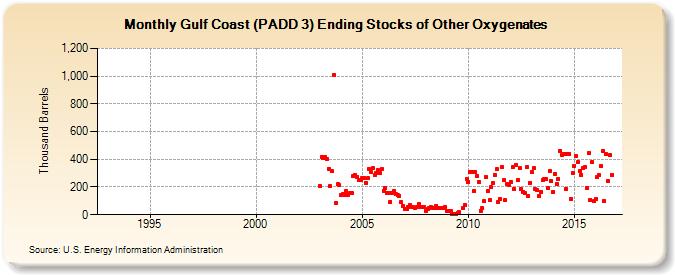 Monthly Gulf Coast (PADD 3) Ending Stocks of Other Oxygenates
Thousand Barrels
1,200
1,000
800
600
400
200
0
1995 2000 2005 2010 2015
Source: U.S. Energy Information Administration